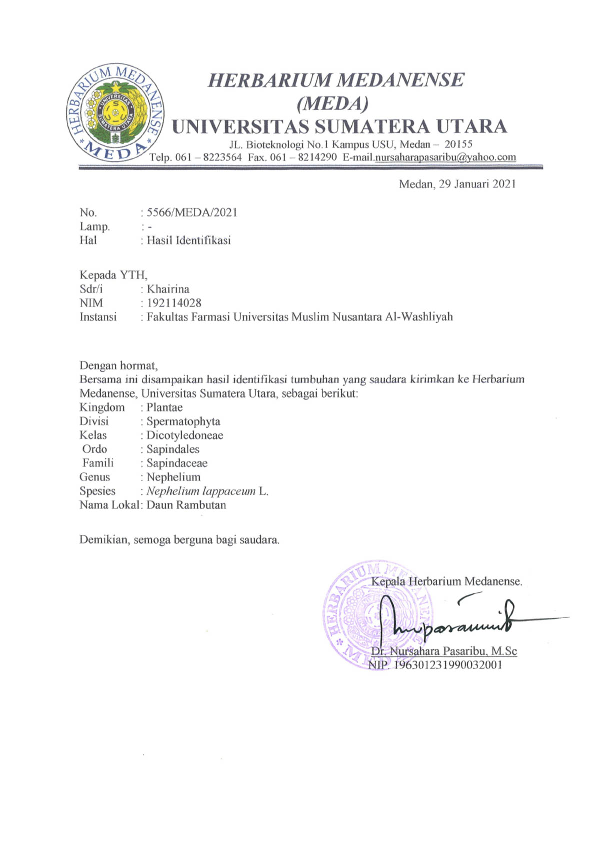 HERBARIUM MEDANENSE
(MEDA)
UNIVERSITAS SUMATERA UTARA
JL. Bioteknologi No.1 Kampus USU, Medan – 20155
Telp. 061 – 8223564 Fax. 061 – 8214290 E-mail.nursaharapasaribu@yahoo.com
HERBARIUM MEDANENSE
* MEDA *
Medan, 29 Januari 2021
No. : 5566/MEDA/2021
Lamp. : -
Hal : Hasil Identifikasi
Kepada YTH,
Sdr/i : Khairina
NIM : 192114028
Instansi : Fakultas Farmasi Universitas Muslim Nusantara Al-Washliyah
Dengan hormat,
Bersama ini disampaikan hasil identifikasi tumbuhan yang saudara kirimkan ke Herbarium
Medanense, Universitas Sumatera Utara, sebagai berikut:
Kingdom : Plantae
Divisi : Spermatophyta
Kelas : Dicotyledoneae
Ordo : Sapindales
Famili : Sapindaceae
Genus : Nephelium
Spesies : Nephelium lappaceum L.
Nama Lokal: Daun Rambutan
Demikian, semoga berguna bagi saudara.
Kepala Herbarium Medanense.
Dr. Nursahara Pasaribu, M.Sc
NIP. 196301231990032001